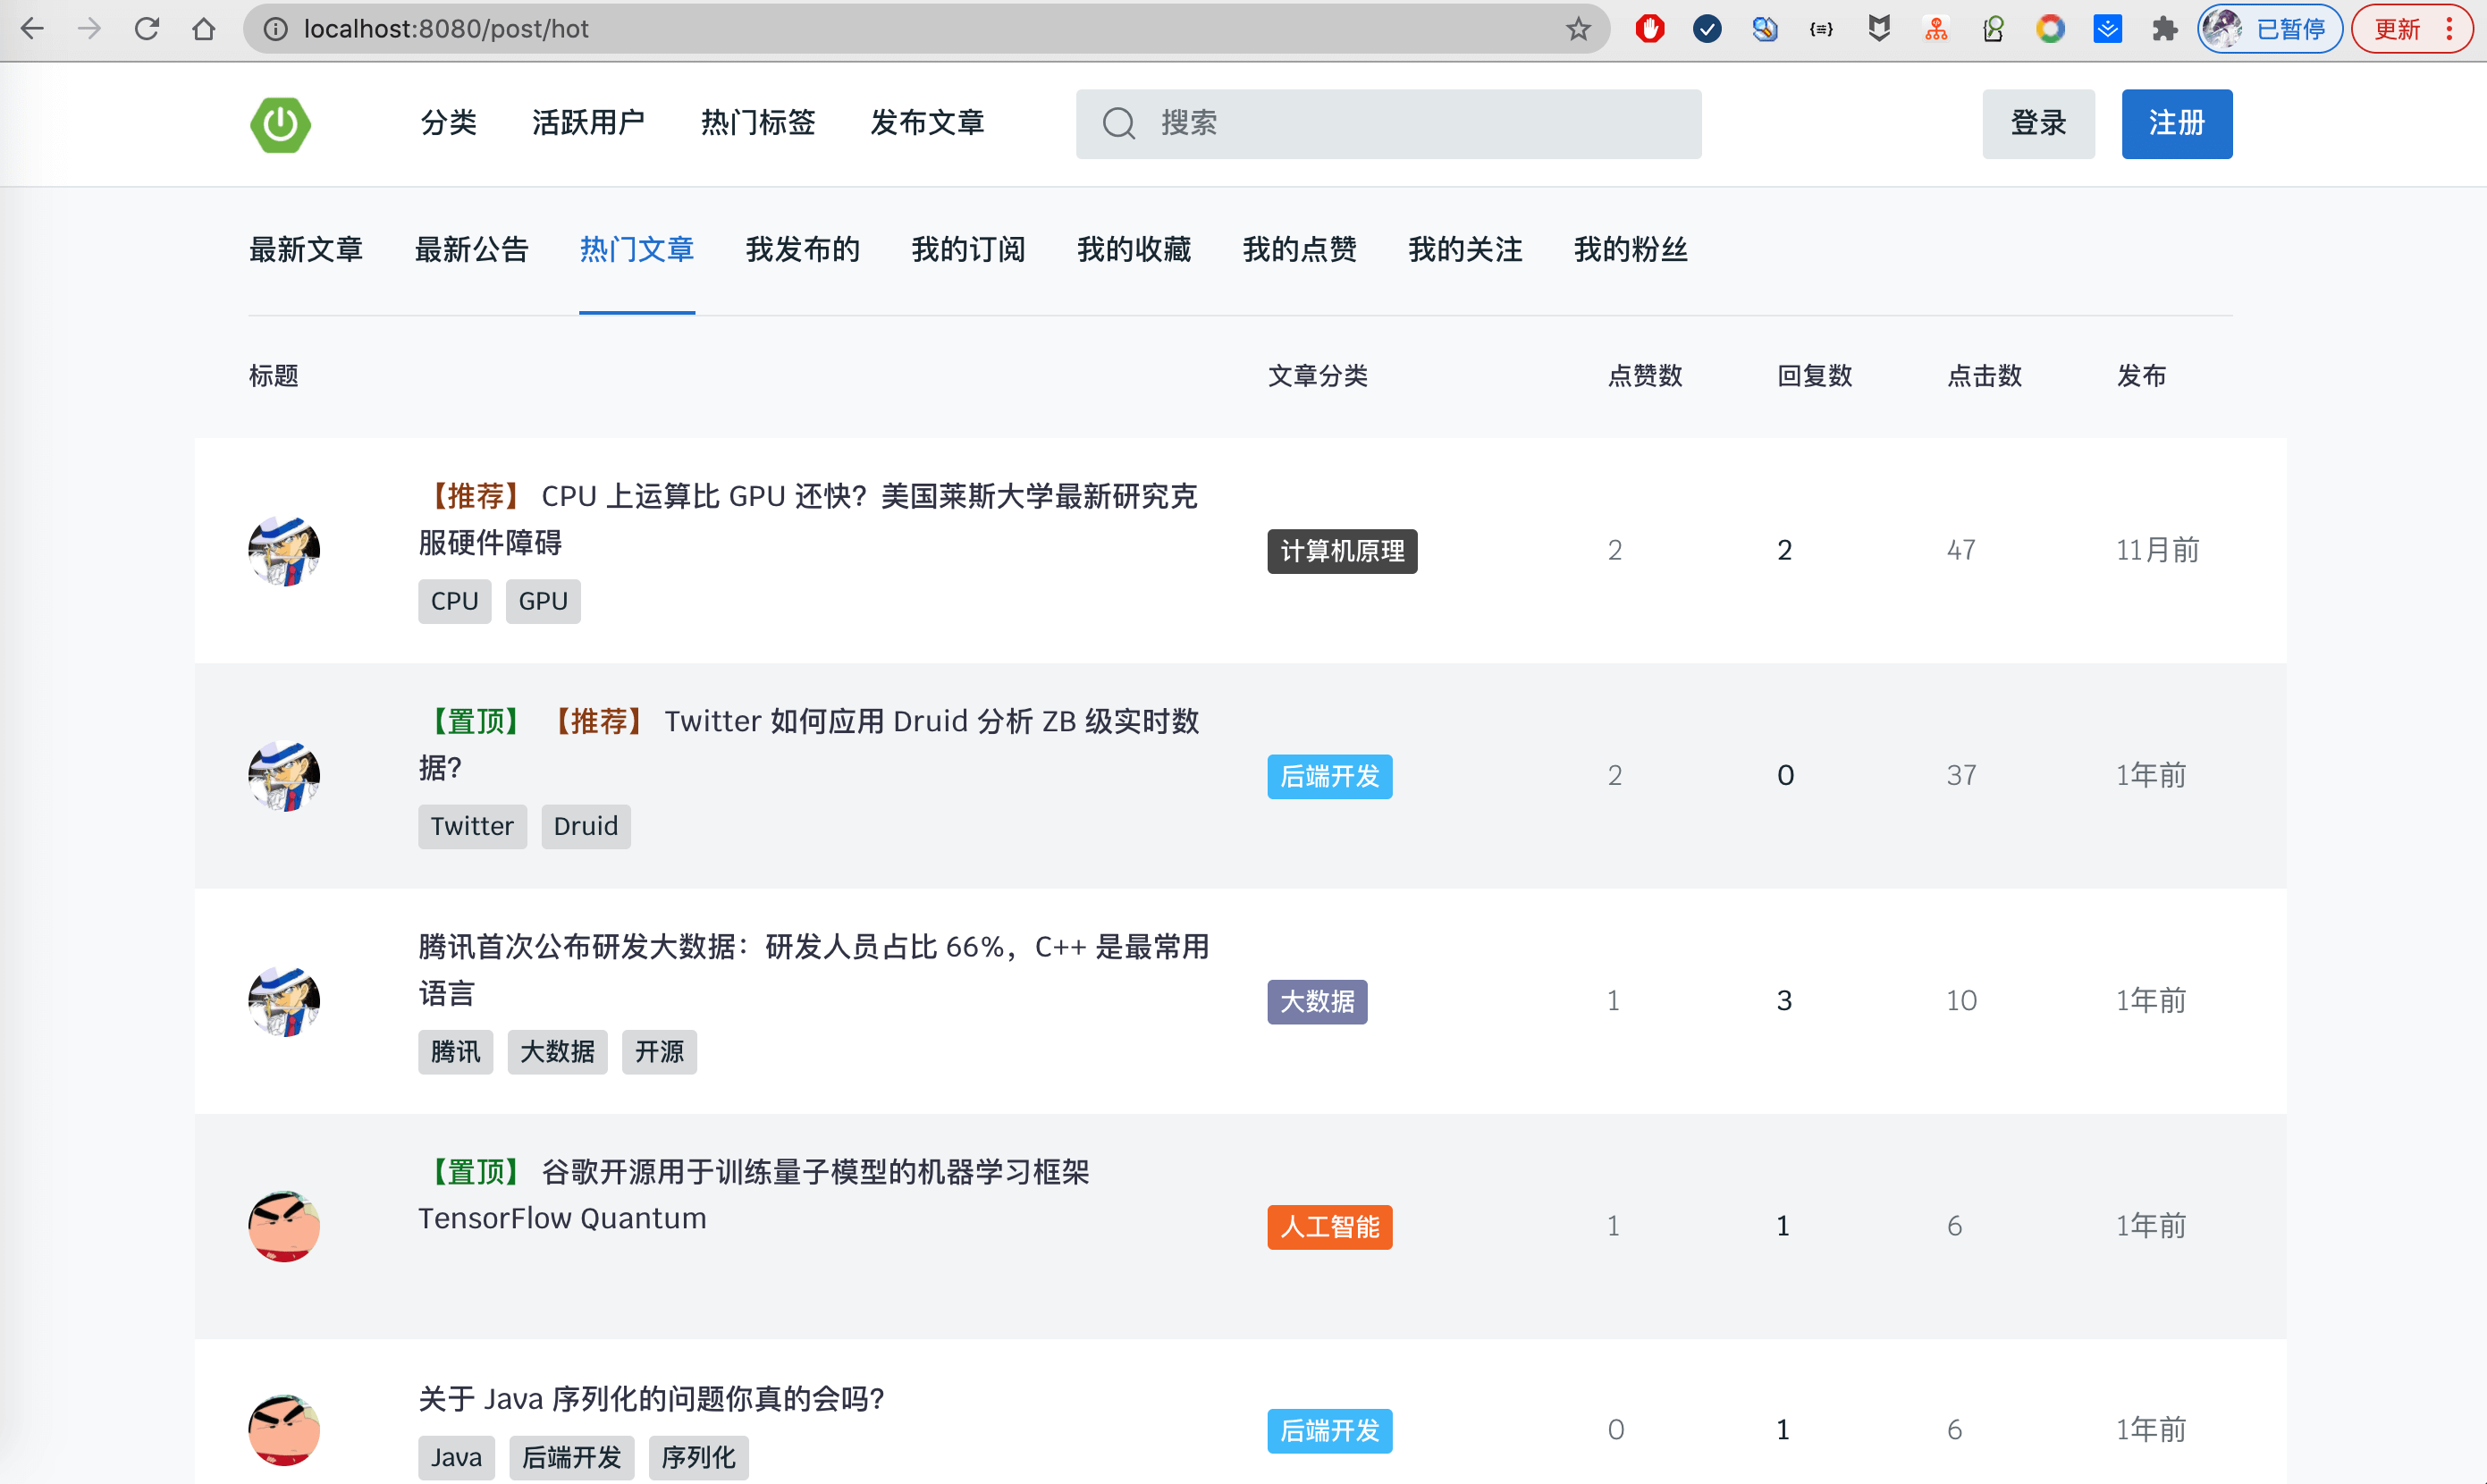 localhost:8080/post/hot
已暂停
更新
分类 活跃用户 热门标签 发布文章 搜索 登录 注册
最新文章 最新公告 热门文章 我发布的 我的订阅 我的收藏 我的点赞 我的关注 我的粉丝
标题 文章分类 点赞数 回复数 点击数 发布
【推荐】 CPU 上运算比 GPU 还快？美国莱斯大学最新研究克
服硬件障碍
CPU GPU
计算机原理 2 2 47 11月前
【置顶】 【推荐】 Twitter 如何应用 Druid 分析 ZB 级实时数
据?
Twitter Druid
后端开发 2 0 37 1年前
腾讯首次公布研发大数据：研发人员占比 66%，C++ 是最常用
语言
腾讯 大数据 开源
大数据 1 3 10 1年前
【置顶】 谷歌开源用于训练量子模型的机器学习框架
TensorFlow Quantum
人工智能 1 1 6 1年前
关于 Java 序列化的问题你真的会吗?
Java 后端开发 序列化
后端开发 0 1 6 1年前